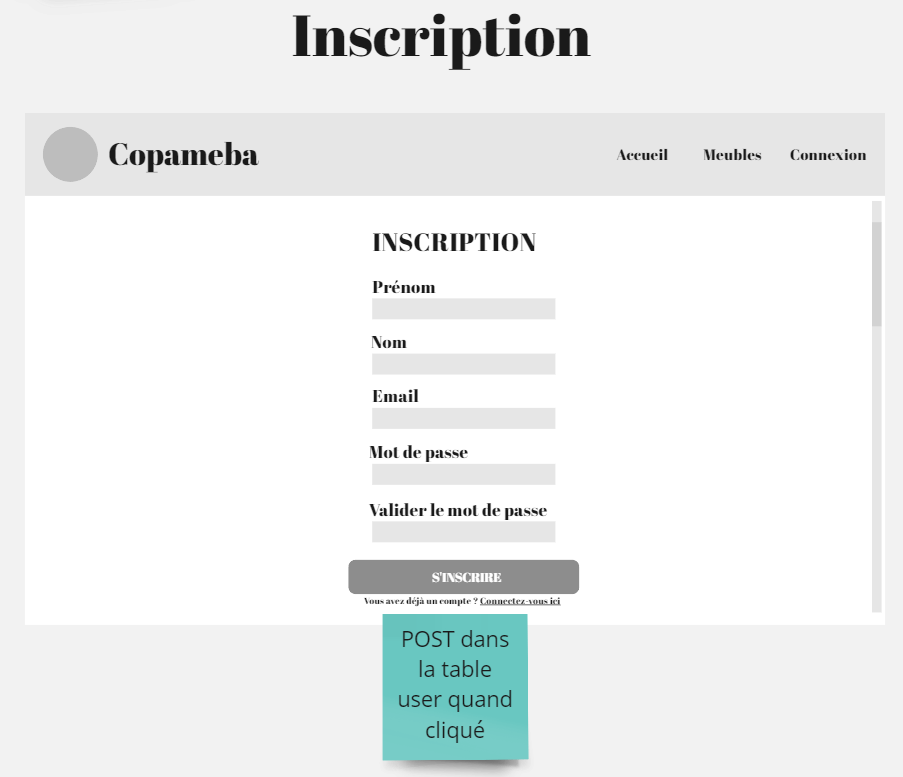 Inscription
Copameba
Accueil
Meubles
Connexion
INSCRIPTION
Prénom
Nom
Email
Mot de passe
Valider le mot de passe
S'INSCRIRE
Vous avez déjà un compte ? Connectez-vous ici
POST dans
la table
user quand
cliqué